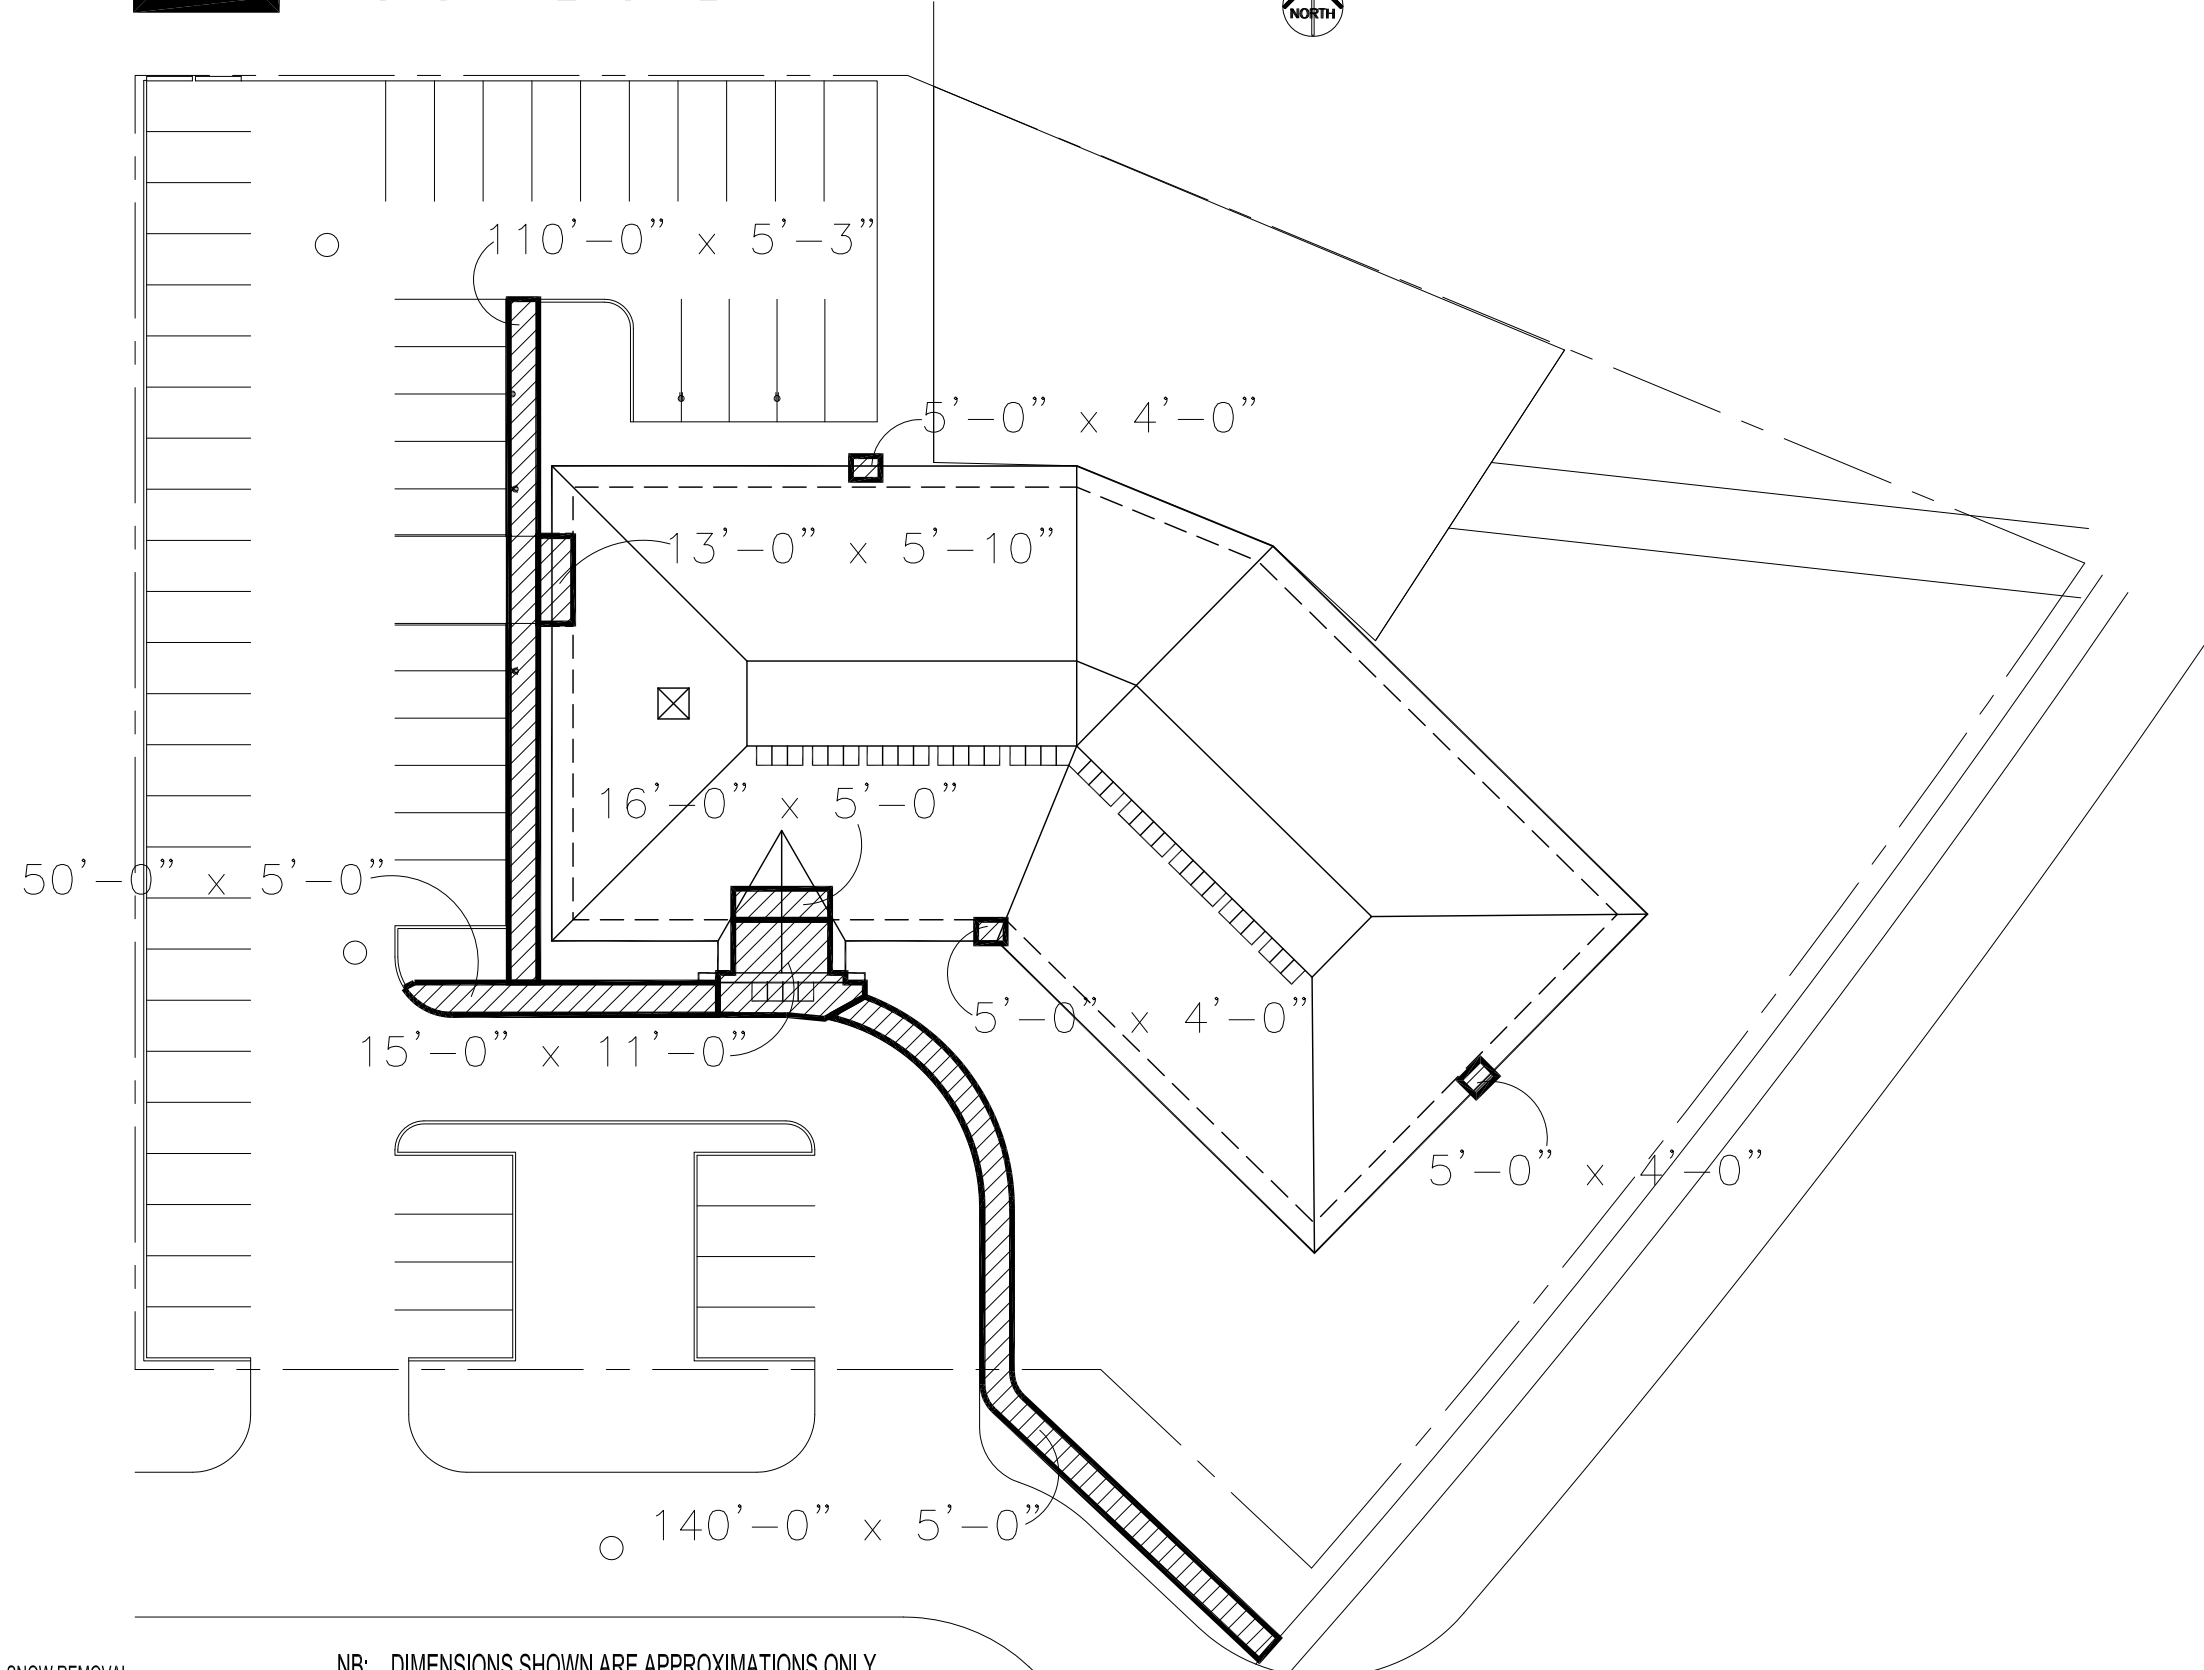 NORTH
110'-0" x 5'-3"
5'-0" x 4'-0"
13'-0" x 5'-10"
16'-0" x 5'-0"
50'-0" x 5'-0"
5'-0" x 4'-0"
15'-0" x 11'-0"
5'-0" x 4'-0"
140'-0" x 5'-0"
NB: DIMENSIONS SHOWN ARE APPROXIMATIONS ONLY
SNOW REMOVAL